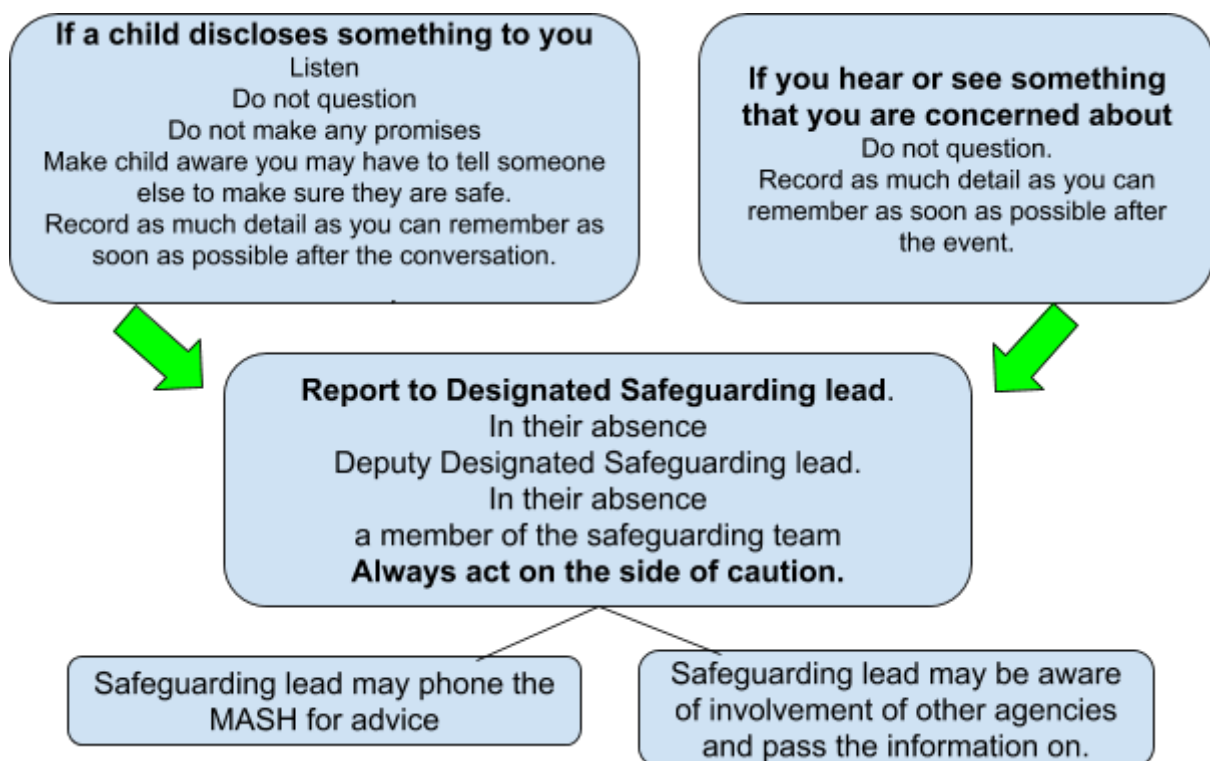 If a child discloses something to you
Listen
Do not question
Do not make any promises
Make child aware you may have to tell someone
else to make sure they are safe.
Record as much detail as you can remember as
soon as possible after the conversation.
.
If you hear or see something
that you are concerned about
Do not question.
Record as much detail as you can
remember as soon as possible after
the event.
Report to Designated Safeguarding lead.
In their absence
Deputy Designated Safeguarding lead.
In their absence
a member of the safeguarding team
Always act on the side of caution.
Safeguarding lead may phone the
MASH for advice
Safeguarding lead may be aware
of involvement of other agencies
and pass the information on.